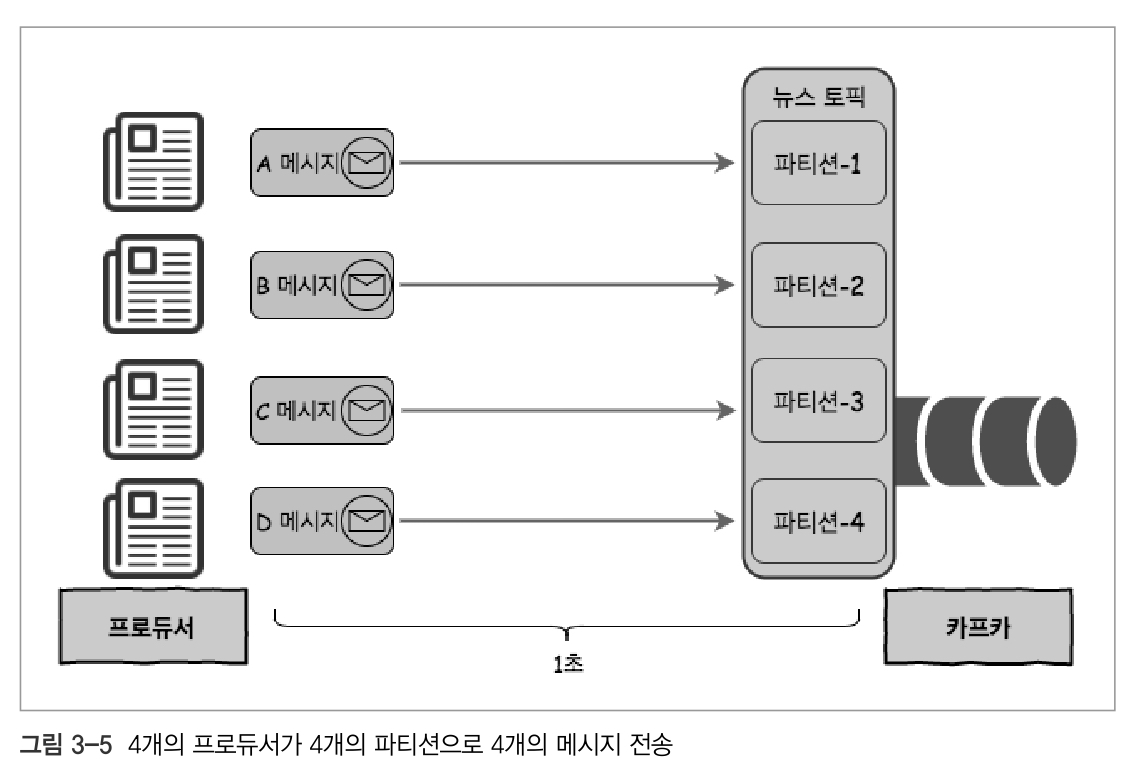 뉴스 토픽
A 메시지
파티션-1
B 메시지
파티션-2
C 메시지
파티션-3
D 메시지
파티션-4
프로듀서
1초
카프카
그림 3-5 4개의 프로듀서가 4개의 파티션으로 4개의 메시지 전송